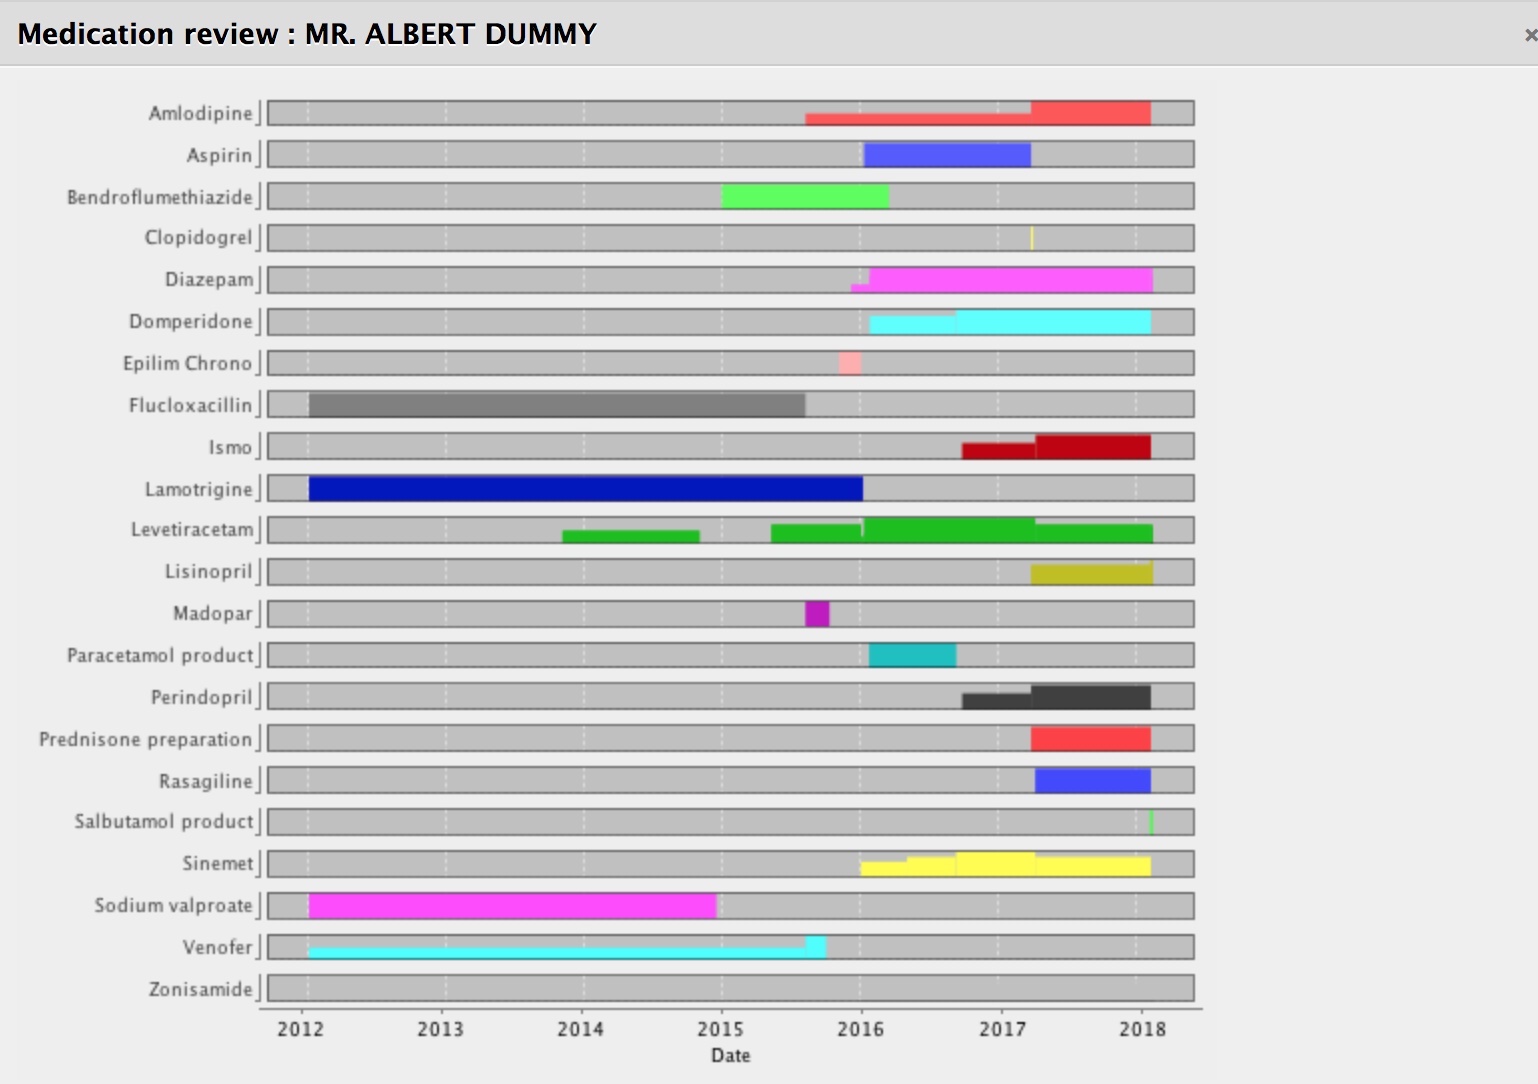 Medication review : MR. ALBERT DUMMY
×
Amlodipine
Aspirin
Bendroflumethiazide
Clopidogrel
Diazepam
Domperidone
Epilim Chrono
Flucloxacillin
Ismo
Lamotrigine
Levetiracetam
Lisinopril
Madopar
Paracetamol product
Perindopril
Prednisone preparation
Rasagiline
Salbutamol product
Sinemet
Sodium valproate
Venofer
Zonisamide
2012 2013 2014 2015 2016 2017 2018
Date